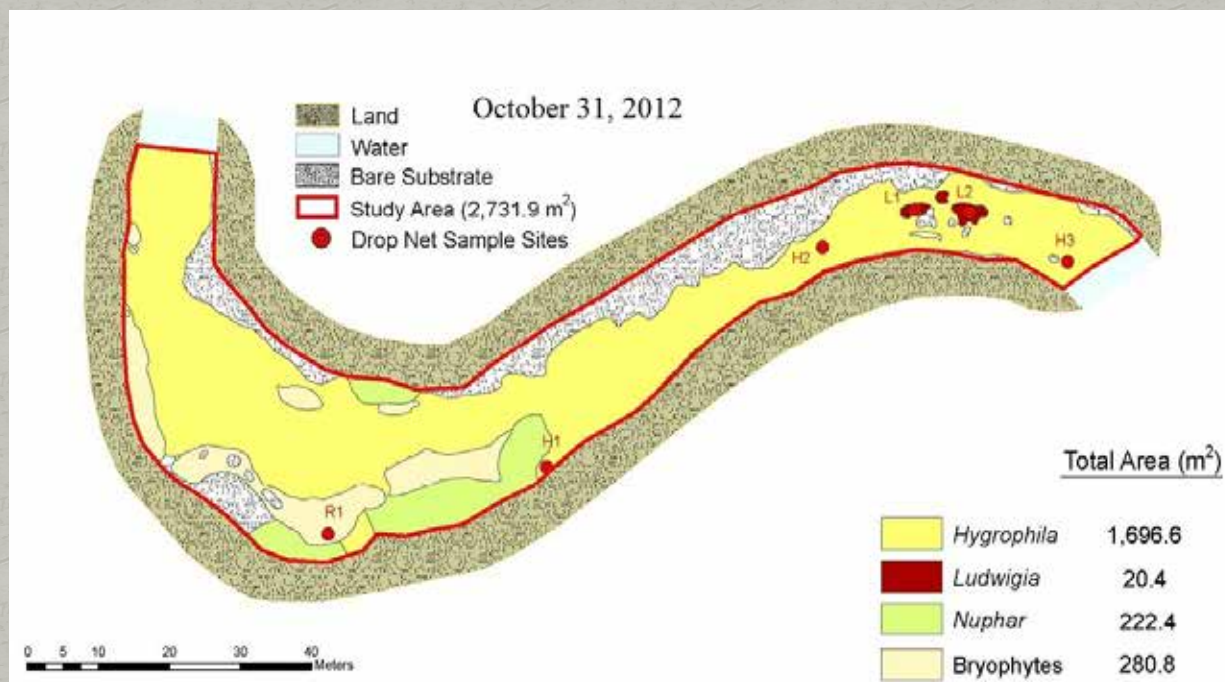 October 31, 2012
Land
Water
Bare Substrate
Study Area (2,731.9 m²)
Drop Net Sample Sites
L1
L2
H2
H3
H1
R1
Total Area (m²)
Hygrophila 1,696.6
Ludwigia 20.4
Nuphar 222.4
Bryophytes 280.8
0 5 10 20 30 40
Meters